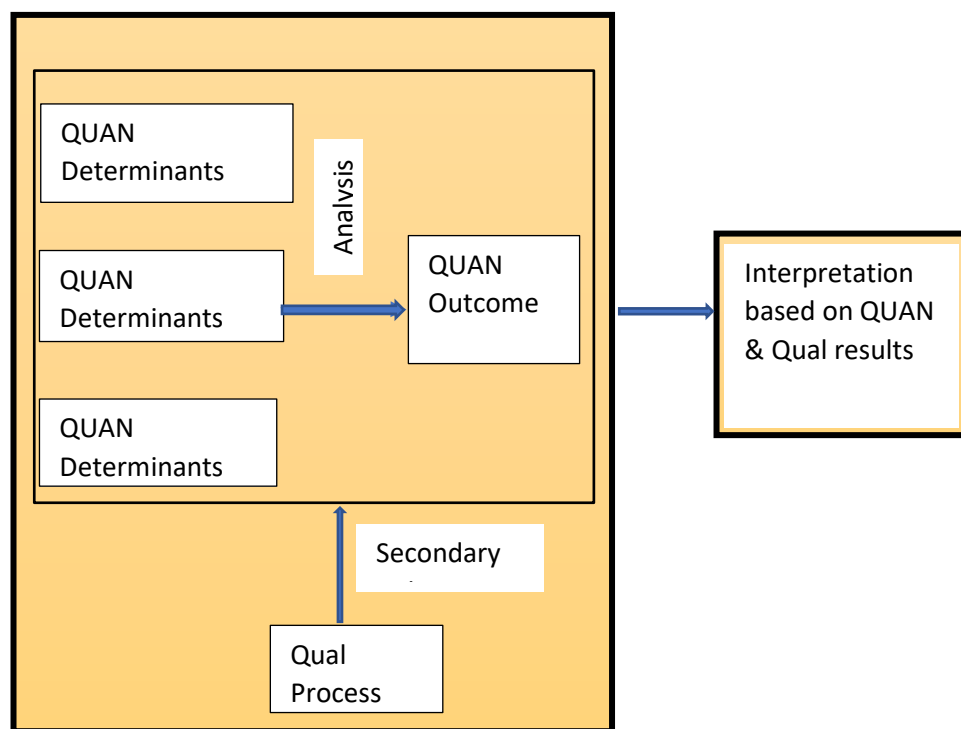 QUAN
Determinants
Analysis
QUAN
Determinants
QUAN
Outcome
QUAN
Determinants
Interpretation
based on QUAN
& Qual results
Secondary
Qual
Process